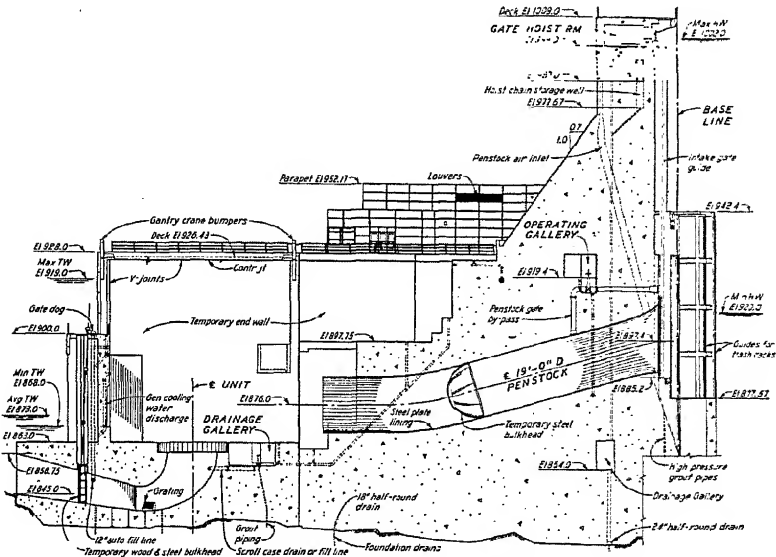 Deck El 1009.0
GATE HOIST RM
Max HW
Hoist chain storage well
El 977.67
BASE
LINE
0.7
1.0
Penstock air inlet
Intake gate
guide
Parapet El 952.17
Louvers
El 942.4
Gantry crane bumpers
Deck El 926.43
OPERATING
GALLERY
El 928.0
Max TW
El 919.0
V-joints
El 919.4
Gate dog
Temporary end wall
Penstock gate
by-pass
Min HW
El 900.0
El 897.75
El 897.4
Guides for
trash racks
Min TW
El 868.0
℄ UNIT
℄ 19'-0" D
PENSTOCK
Avg TW
El 879.0
Gen cooling
water
discharge
El 876.0
El 885.2
El 877.67
DRAINAGE
GALLERY
Steel plate
lining
Temporary steel
bulkhead
El 863.0
El 858.75
El 854.0
High pressure
grout pipes
El 845.0
Grating
18" half-round
drain
Drainage Gallery
12" auto fill line
Grout
piping
24" half-round drain
Temporary wood & steel bulkhead
Scroll case drain or fill line
Foundation drains